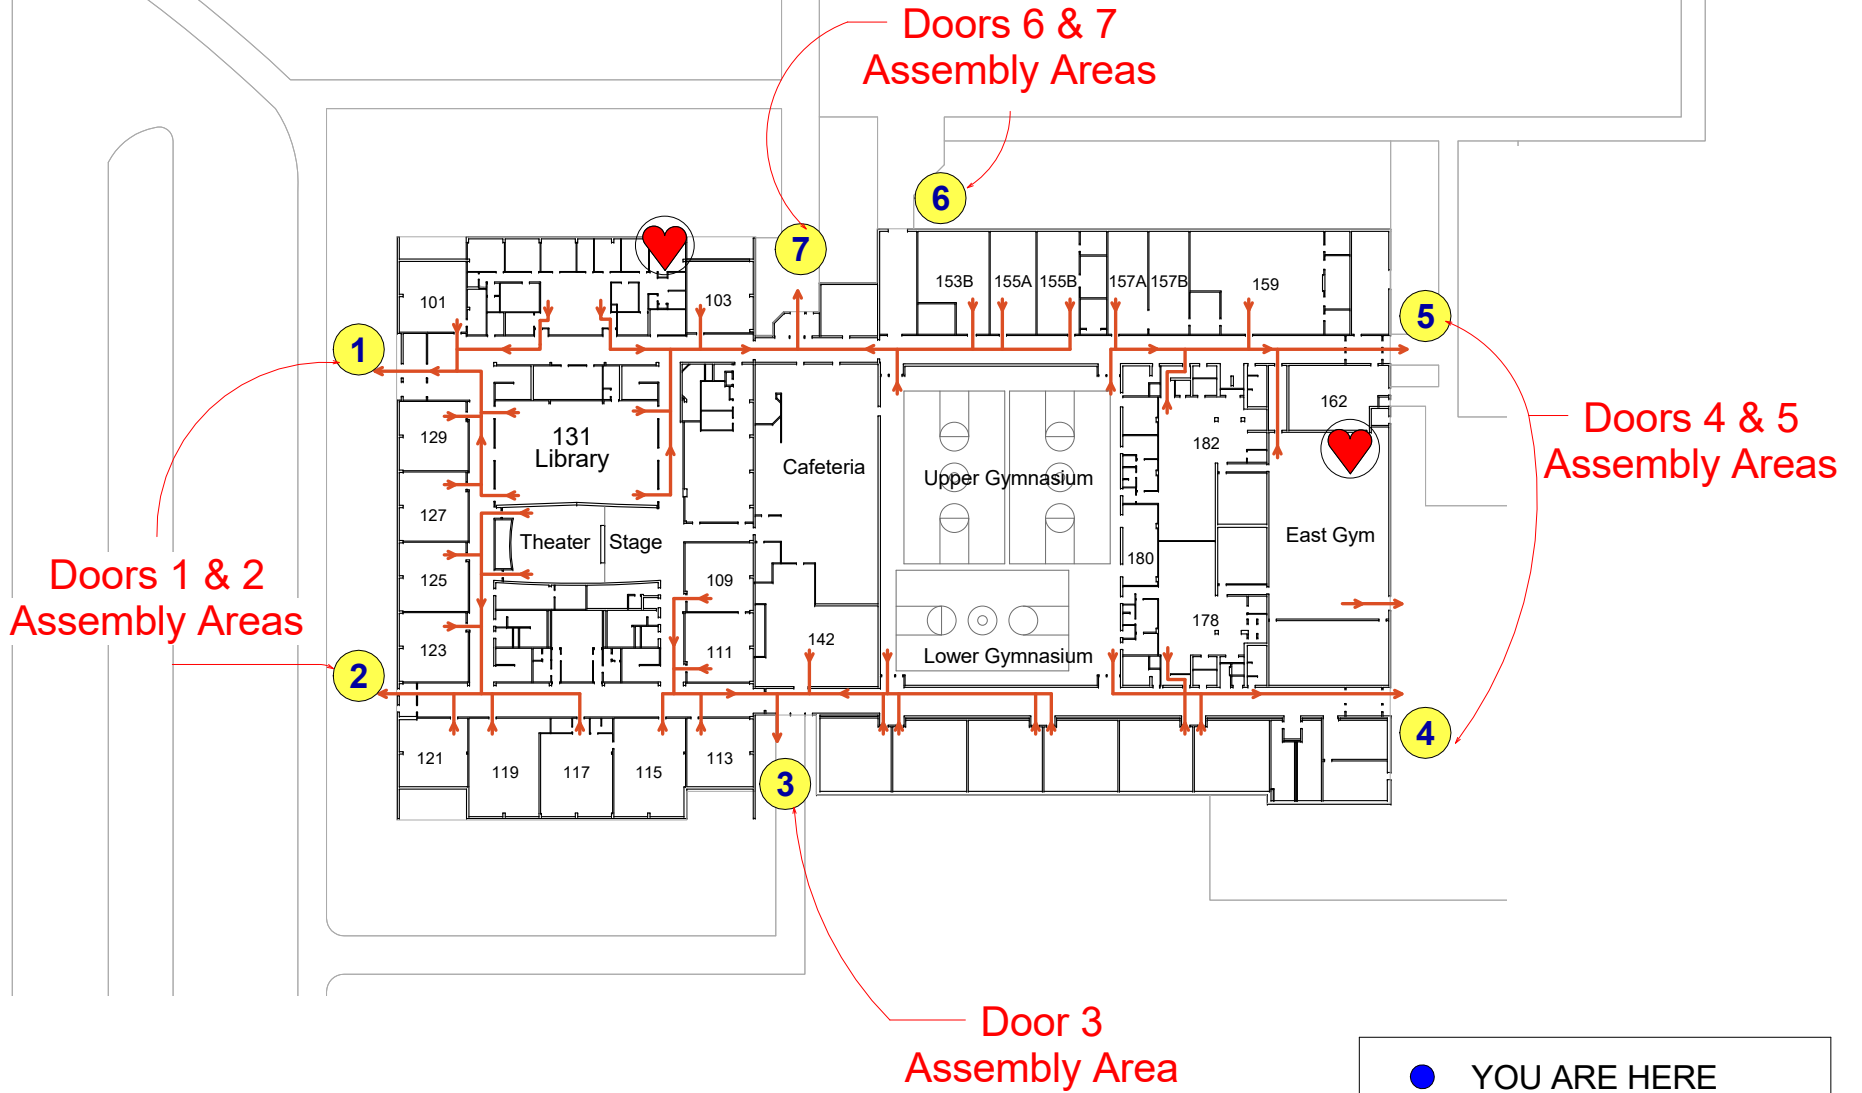 Doors 6 & 7
Assembly Areas
6
7
153B
155A
155B
157A
157B
159
101
103
5
1
162
Doors 4 & 5
Assembly Areas
129
131
Library
182
Cafeteria
Upper Gymnasium
127
Theater
Stage
East Gym
180
Doors 1 & 2
Assembly Areas
125
109
123
111
142
178
Lower Gymnasium
2
4
121
119
117
115
113
3
Door 3
Assembly Area
YOU ARE HERE